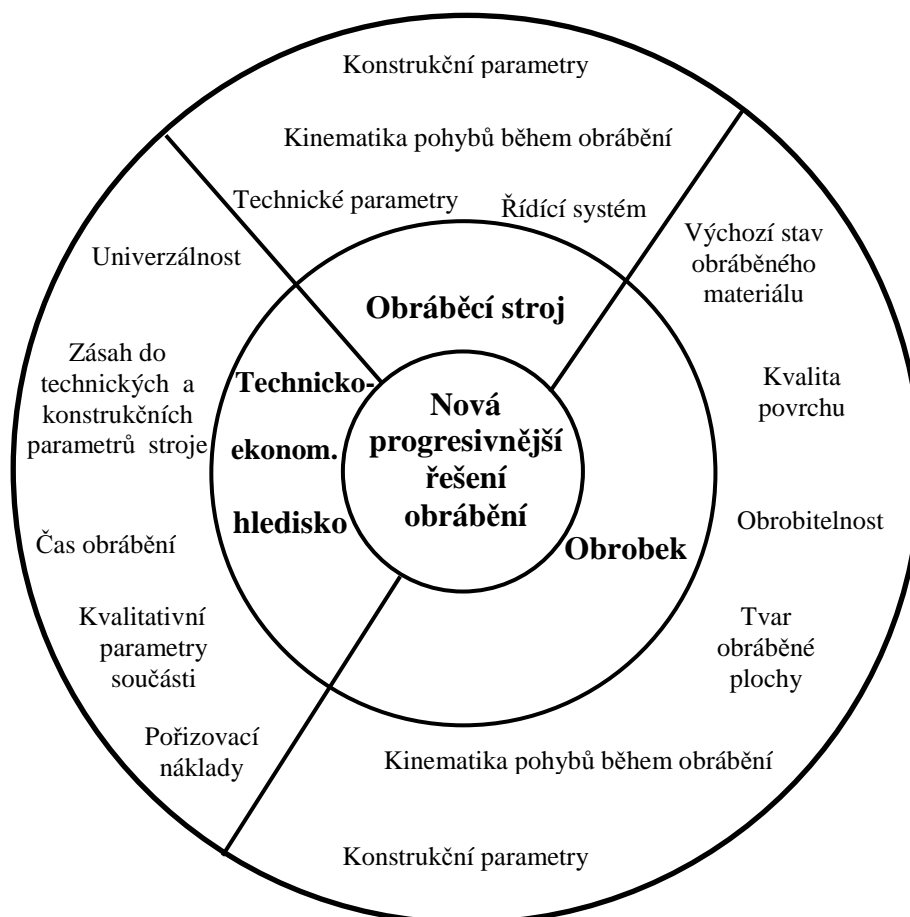 Konstrukční parametry
Kinematika pohybů během obrábění
Technické parametry
Řídící systém
Univerzálnost
Výchozí stav
obráběného
materiálu
Obráběcí stroj
Zásah do
technických a
konstrukčních
parametrů stroje
Technicko-
ekonom.
hledisko
Nová
progresivnější
řešení
obrábění
Kvalita
povrchu
Obrobitelnost
Obrobek
Čas obrábění
Kvalitativní
parametry
součásti
Tvar
obráběné
plochy
Pořizovací
náklady
Kinematika pohybů během obrábění
Konstrukční parametry